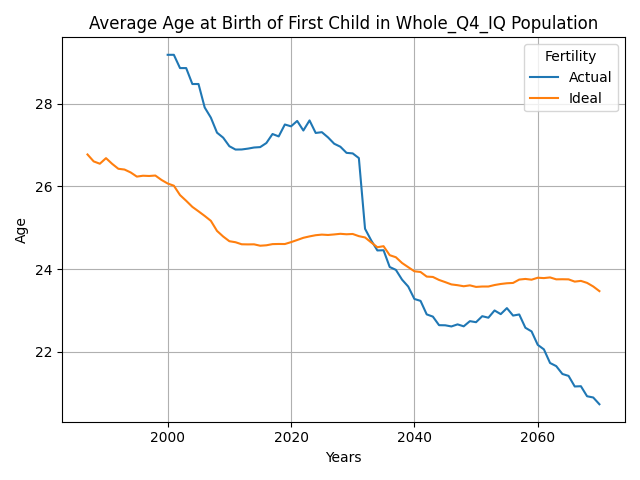 Average Age at Birth of First Child in Whole_Q4_IQ Population
Fertility
Actual
Ideal
Age
28
26
24
22
2000
2020
2040
2060
Years